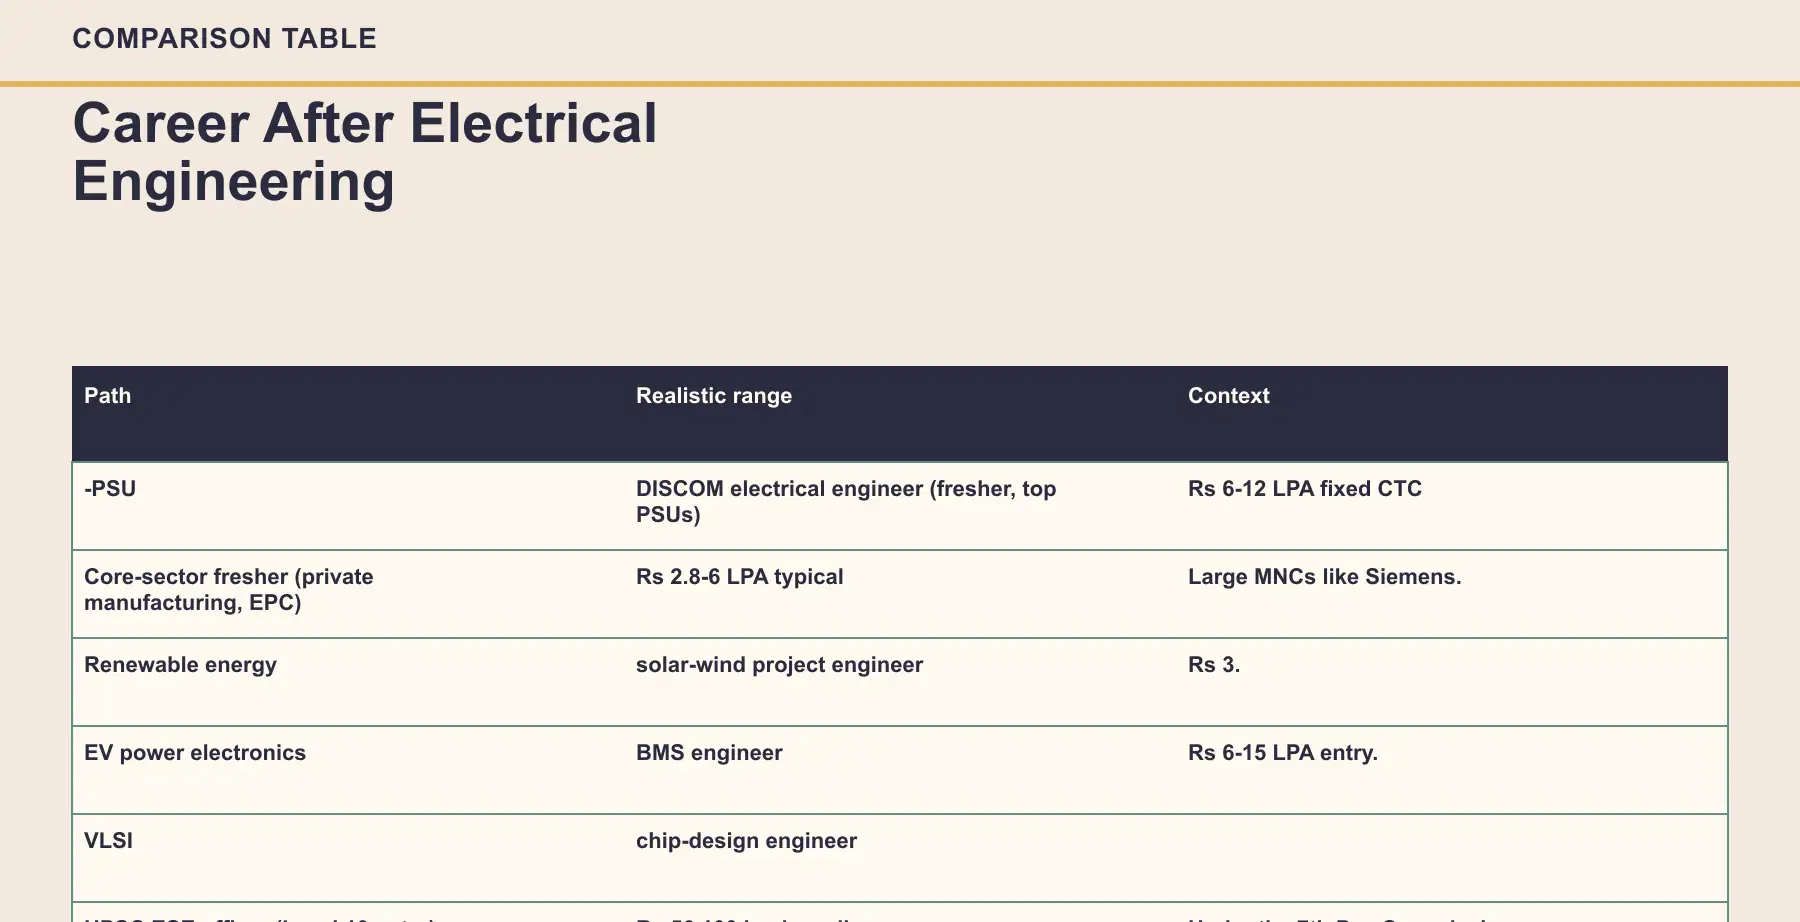 COMPARISON TABLE
Career After Electrical
Engineering
Path
Realistic range
Context
-PSU
DISCOM electrical engineer (fresher, top
PSUs)
Rs 6-12 LPA fixed CTC
Core-sector fresher (private
manufacturing, EPC)
Rs 2.8-6 LPA typical
Large MNCs like Siemens.
Renewable energy
solar-wind project engineer
Rs 3.
EV power electronics
BMS engineer
Rs 6-15 LPA entry.
VLSI
chip-design engineer